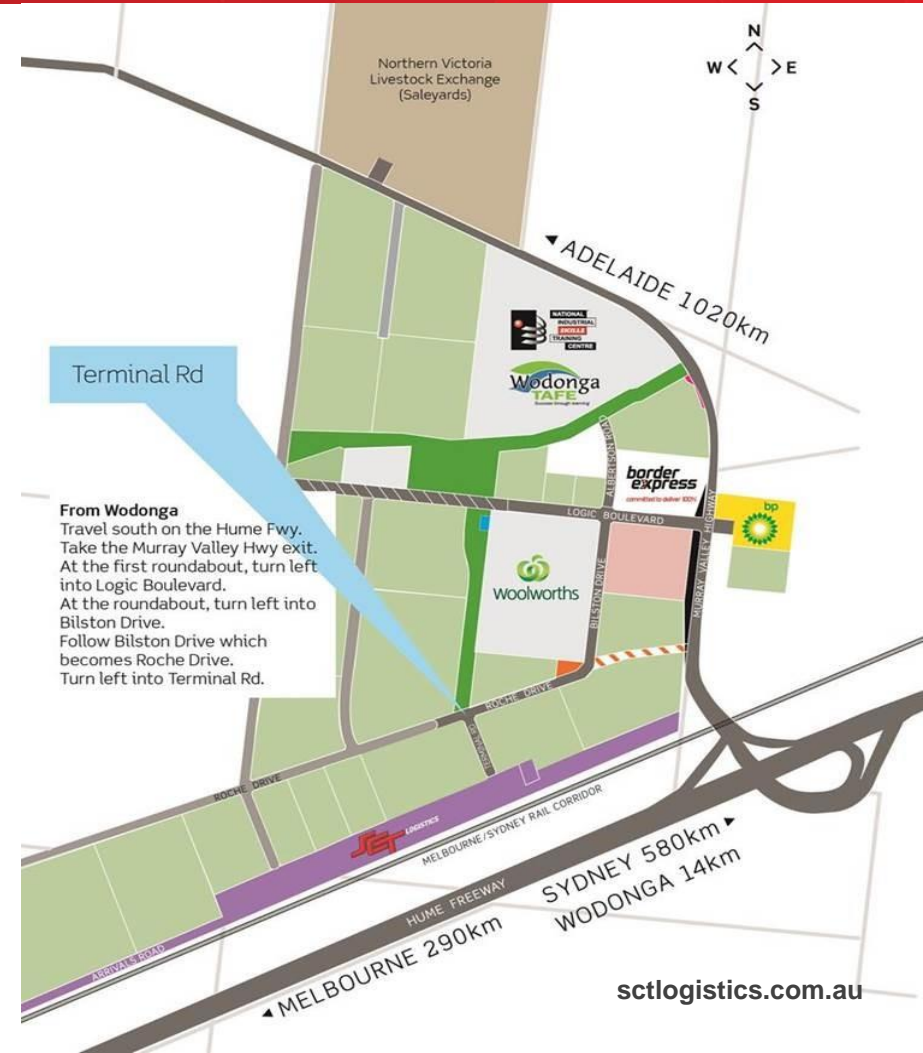 N
W E
S
Northern Victoria
Livestock Exchange
(Saleyards)
ADELAIDE 1020km
NATIONAL
INDUSTRIAL
SKILLS
TRAINING
CENTRE
Wodonga
TAFE
Success through learning
Terminal Rd
ALBERTSON ROAD
border
express
committed to deliver 100%
bp
LOGIC BOULEVARD
MURRAY VALLEY HIGHWAY
From Wodonga
Travel south on the Hume Fwy.
Take the Murray Valley Hwy exit.
At the first roundabout, turn left
into Logic Boulevard.
At the roundabout, turn left into
Bilston Drive.
Follow Bilston Drive which
becomes Roche Drive.
Turn left into Terminal Rd.
Woolworths
BILSTON DRIVE
ROCHE DRIVE
TERMINAL RD
ROCHE DRIVE
SCT LOGISTICS
MELBOURNE/SYDNEY RAIL CORRIDOR
SYDNEY 580km
WODONGA 14km
HUME FREEWAY
MELBOURNE 290km
ARRIVALS ROAD
sctlogistics.com.au